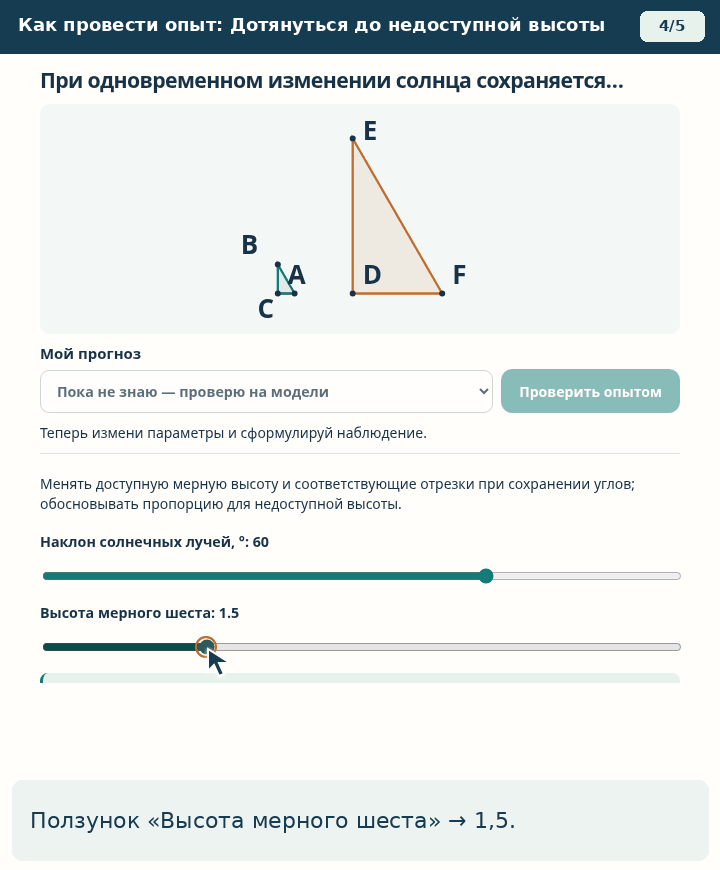 Как провести опыт: Дотянуться до недоступной высоты
4/5
При одновременном изменении солнца сохраняется…
E
B
A
D
F
C
Мой прогноз
Пока не знаю — проверю на модели
Проверить опытом
Теперь измени параметры и сформулируй наблюдение.
Менять доступную мерную высоту и соответствующие отрезки при сохранении углов;
обосновывать пропорцию для недоступной высоты.
Наклон солнечных лучей, °: 60
Высота мерного шеста: 1.5
Ползунок «Высота мерного шеста» → 1,5.